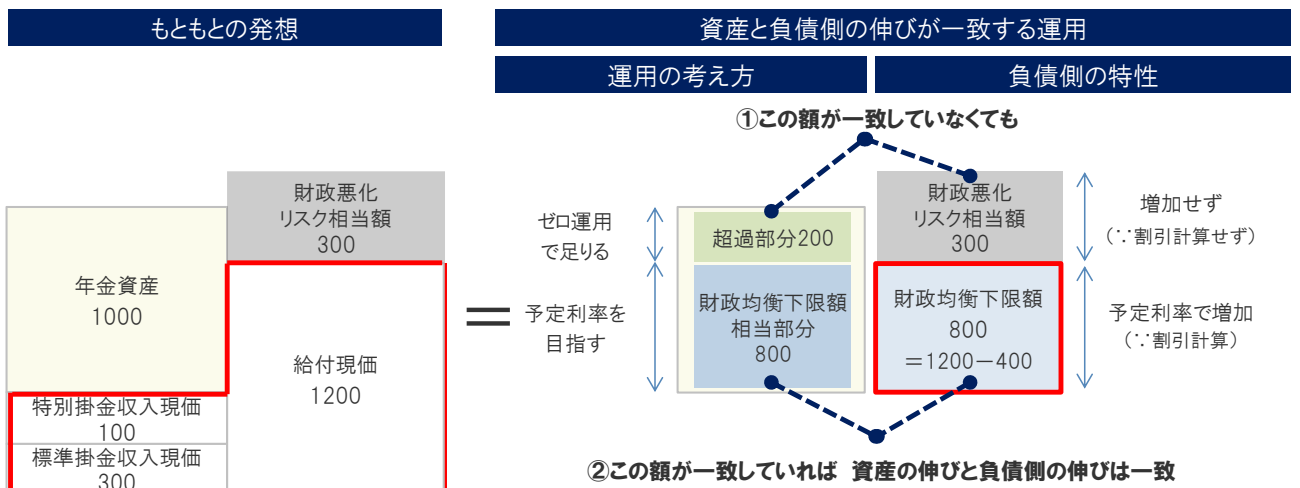 もともとの発想
資産と負債側の伸びが一致する運用
運用の考え方
負債側の特性
①この額が一致していなくても
財政悪化
リスク相当額
300
年金資産
1000
給付現価
1200
特別掛金収入現価
100
標準掛金収入現価
300
＝
ゼロ運用
で足りる
予定利率を
目指す
超過部分200
財政均衡下限額
相当部分
800
財政悪化
リスク相当額
300
財政均衡下限額
800
＝1200－400
増加せず
（∵割引計算せず）
予定利率で増加
（∵割引計算）
②この額が一致していれば 資産の伸びと負債側の伸びは一致